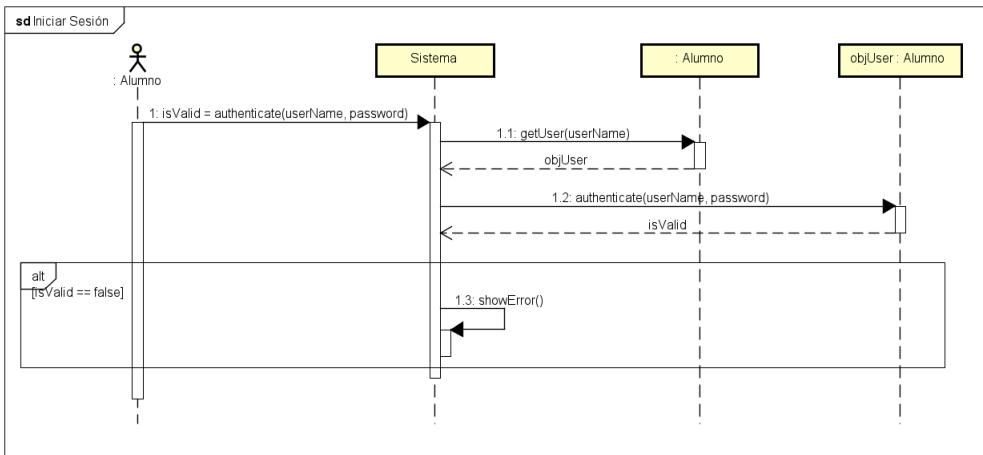 sd Iniciar Sesión
: Alumno
Sistema
: Alumno
objUser : Alumno
1: isValid = authenticate(userName, password)
1.1: getUser(userName)
objUser
1.2: authenticate(userName, password)
isValid
alt
[isValid == false]
1.3: showError()